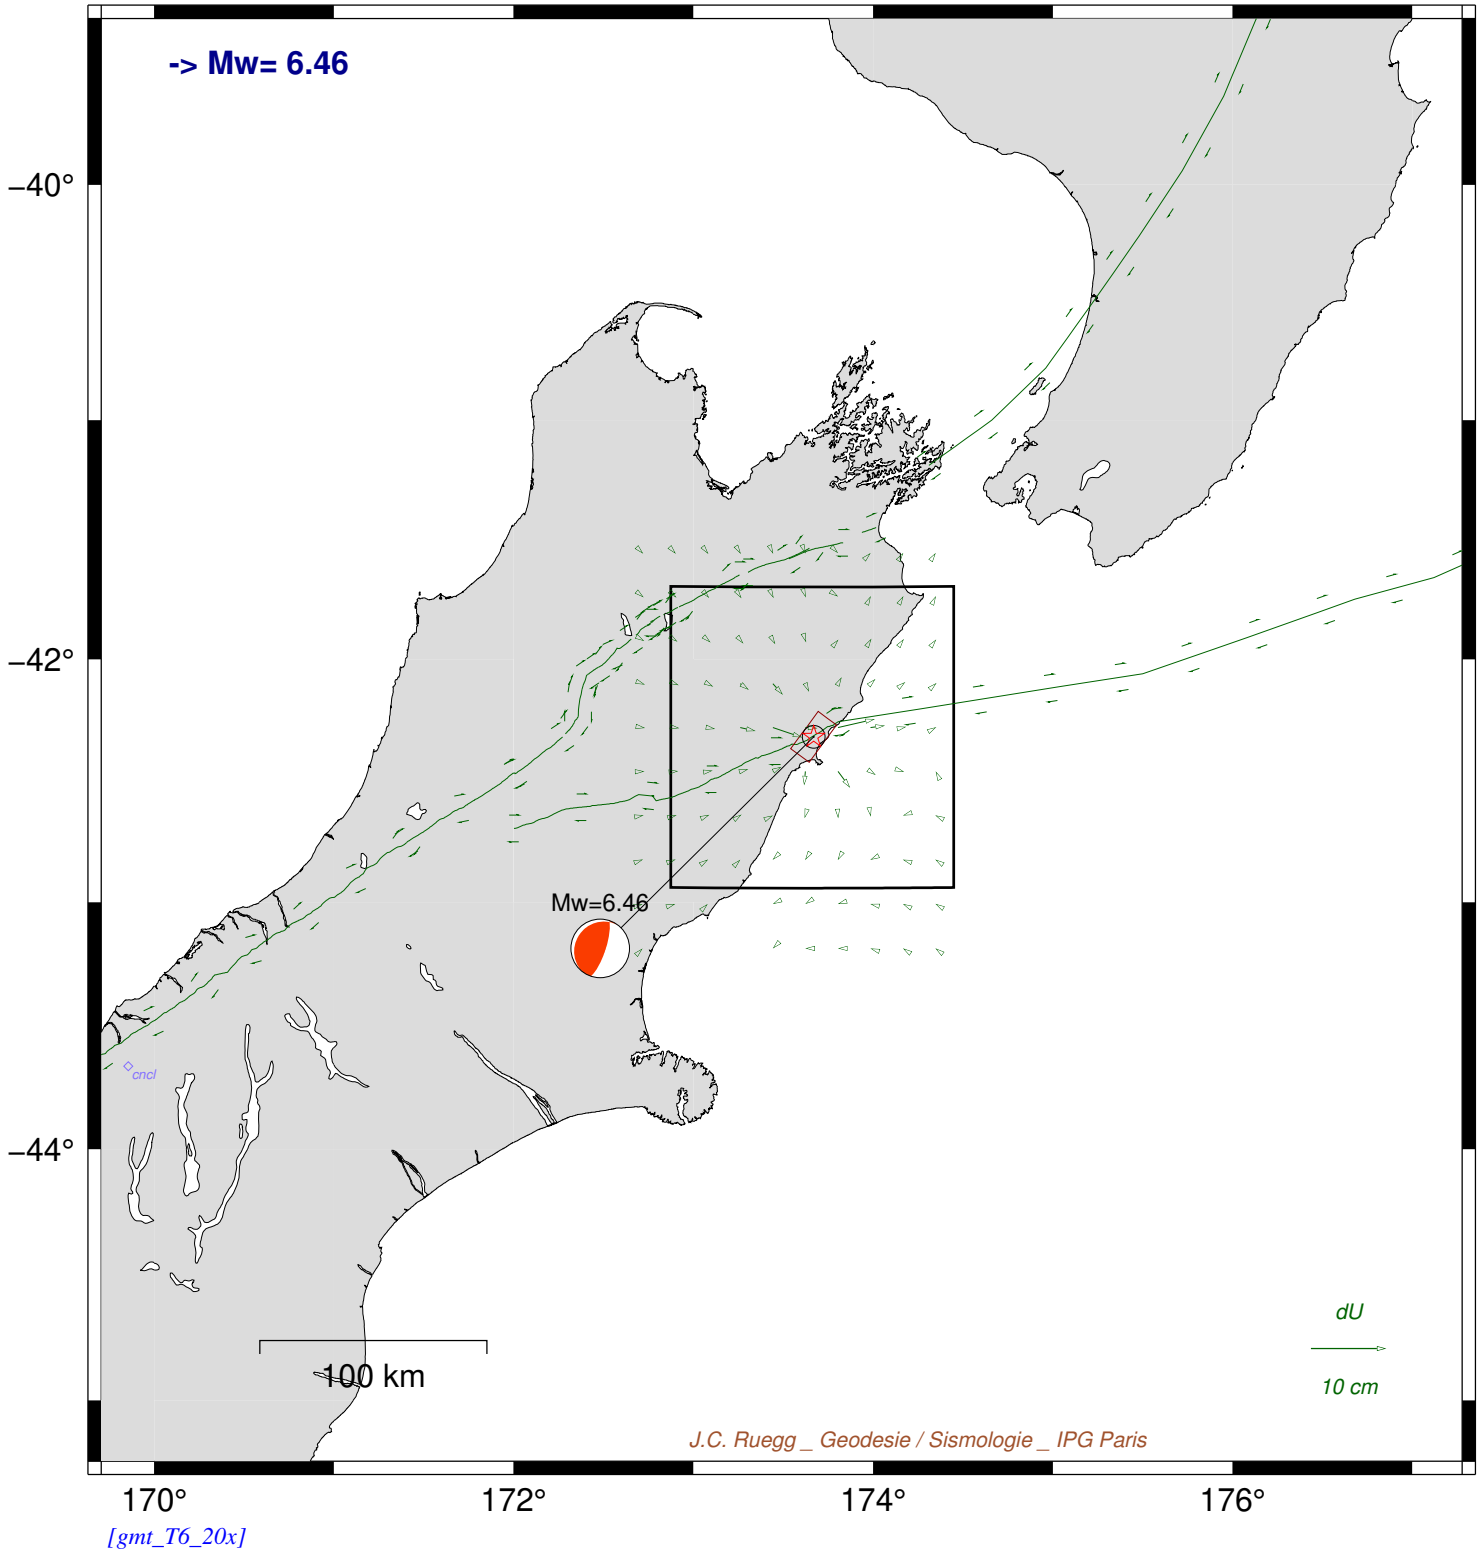 -> Mw= 6.46
−40°
−42°
Mw=6.46
cncl
−44°
dU
100 km
10 cm
J.C. Ruegg _ Geodesie / Sismologie _ IPG Paris
170°
172°
174°
176°
[gmt_T6_20x]